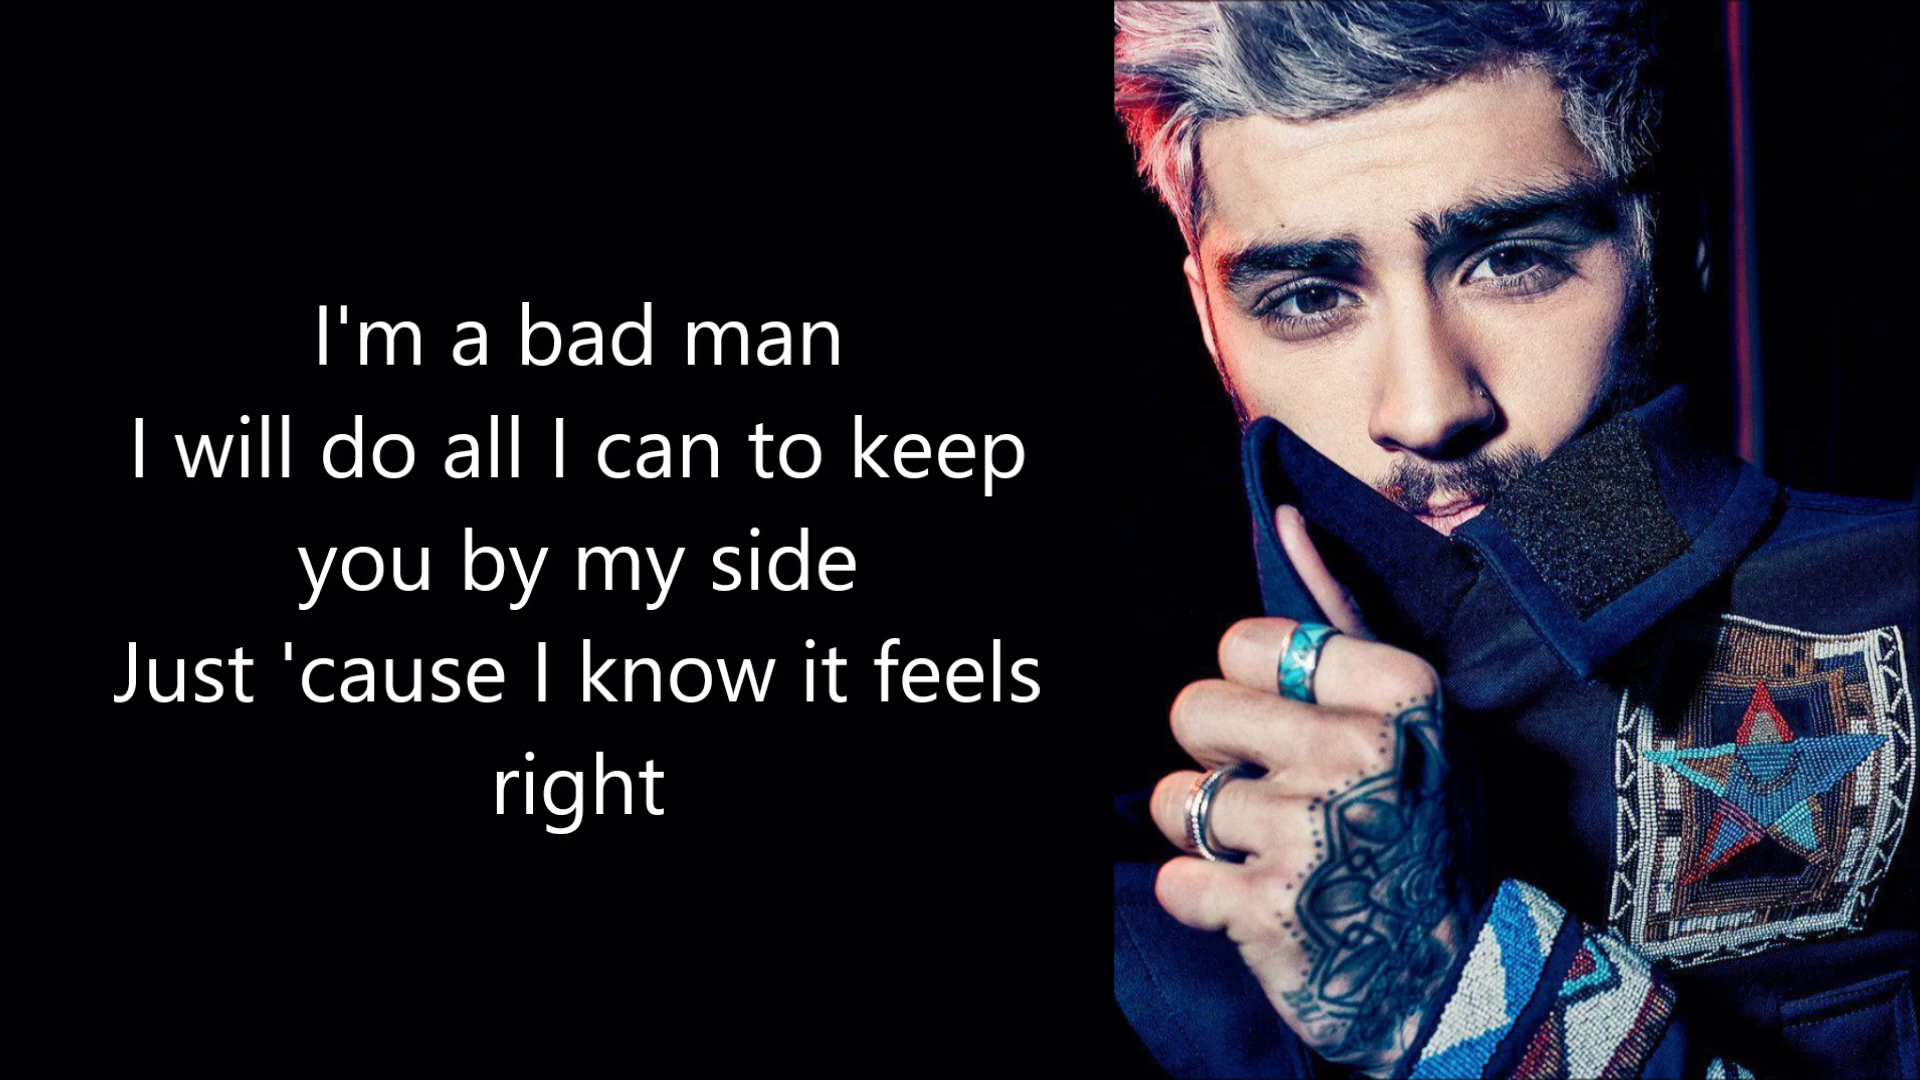 I'm a bad man
I will do all I can to keep
you by my side
Just 'cause I know it feels
right